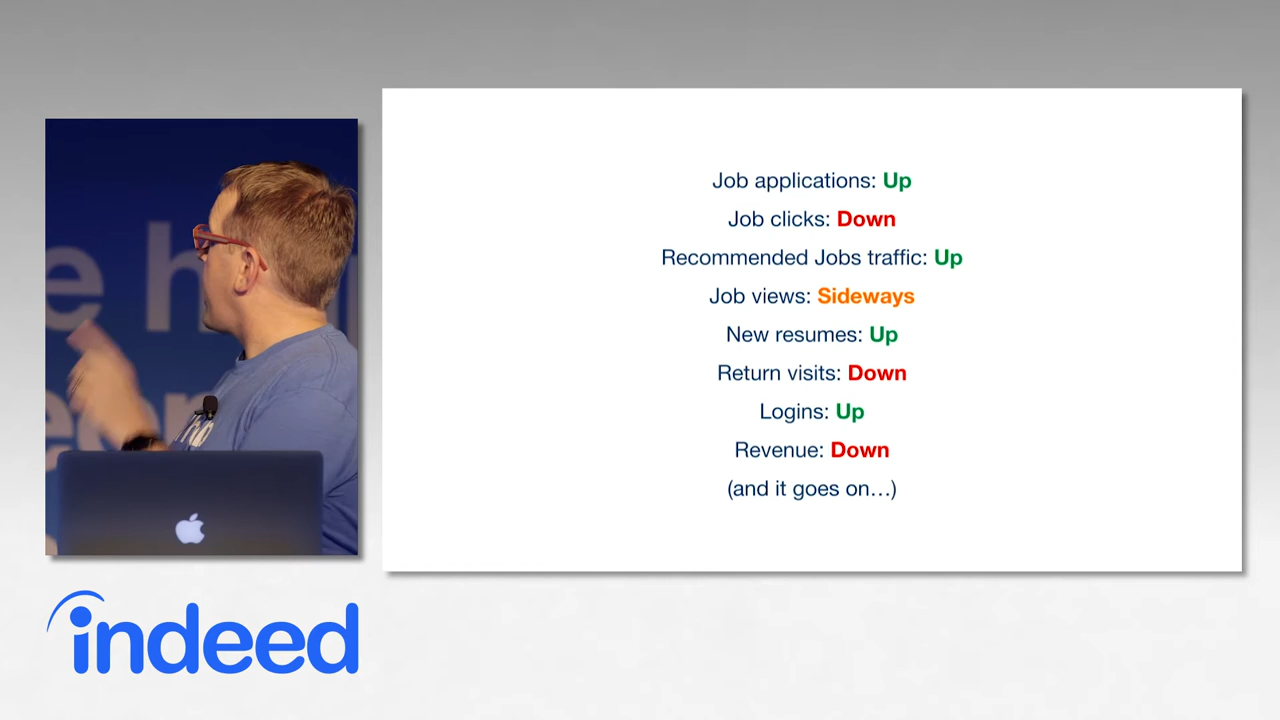 Job applications: Up
Job clicks: Down
Recommended Jobs traffic: Up
Job views: Sideways
New resumes: Up
Return visits: Down
Logins: Up
Revenue: Down
(and it goes on…)
indeed